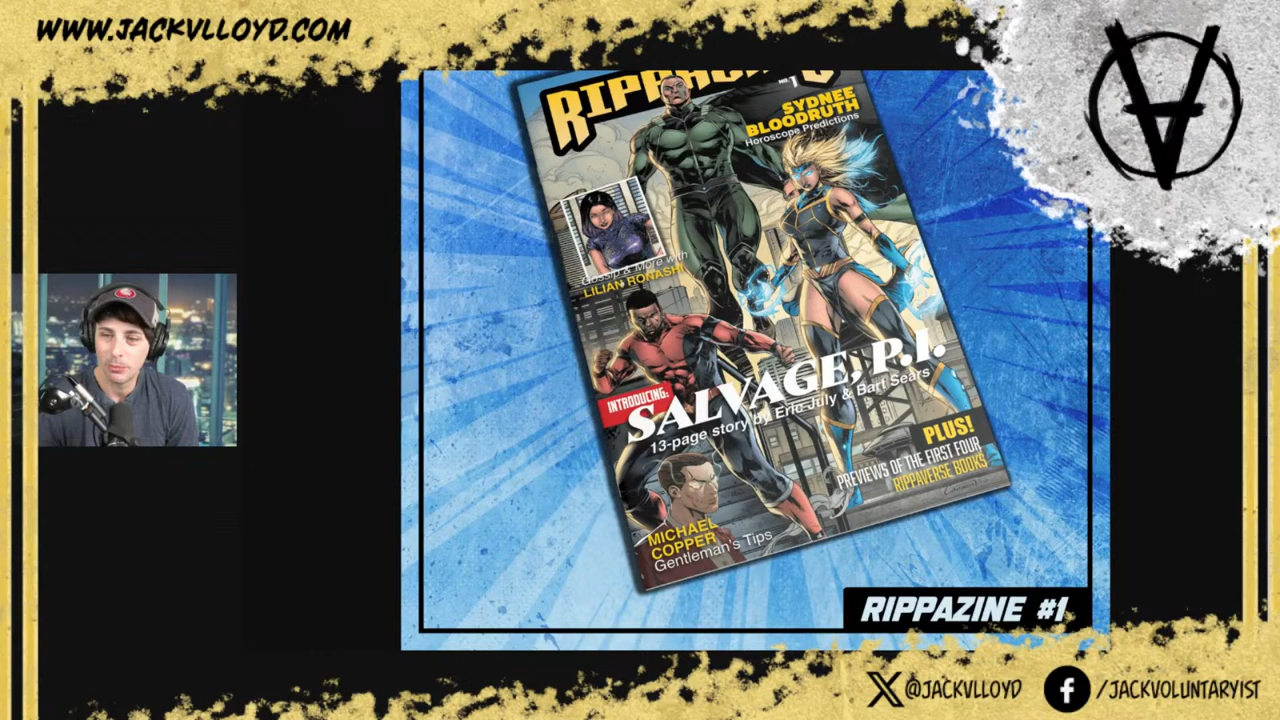 WWW.JACKVLLOYD.COM
NO. 1
SYDNEE
BLOODRUTH
Horoscope Predictions
Gossip & More with
LILIAN RONASHI
INTRODUCING:
SALVAGE, P.I.
13-page story by Eric July & Bart Sears
PLUS!
PREVIEWS OF THE FIRST FOUR
RIPPAVERSE BOOKS
MICHAEL
COPPER
Gentleman's Tips
RIPPAZINE #1
@JACKVLLOYD
/JACKVOLUNTARYIST